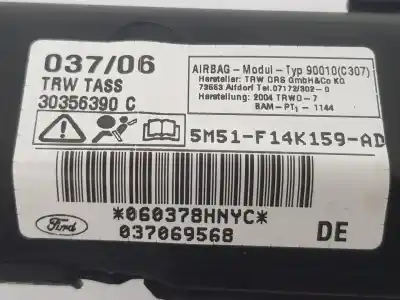 037/06
TRW TASS
30356390 C
AIRBAG - Modul - Typ 90010(C307)
Hersteller: TRW ORS GmbH&Co KG
73553 Alfdorf Tel.07172/302-0
Herstellung: 2004 TRWO-7
BAM-PT1-1144
5M51-F14K159-AD
*060378HNYC*
037069568
Ford
DE